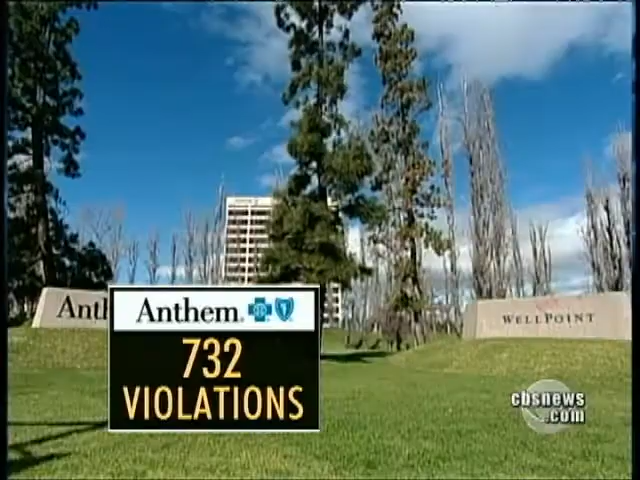 Anth
WELLPOINT
Anthem.
732
VIOLATIONS
cbsnews
.com